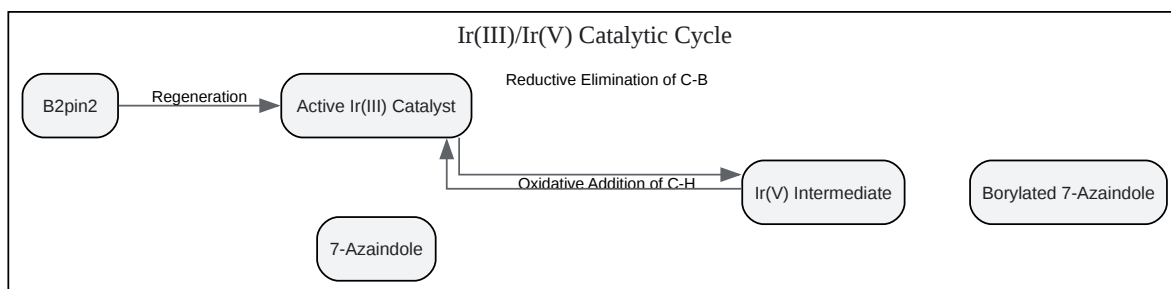 Ir(III)/Ir(V) Catalytic Cycle
Reductive Elimination of C-B
B2pin2
Regeneration
Active Ir(III) Catalyst
Oxidative Addition of C-H
Ir(V) Intermediate
Borylated 7-Azaindole
7-Azaindole